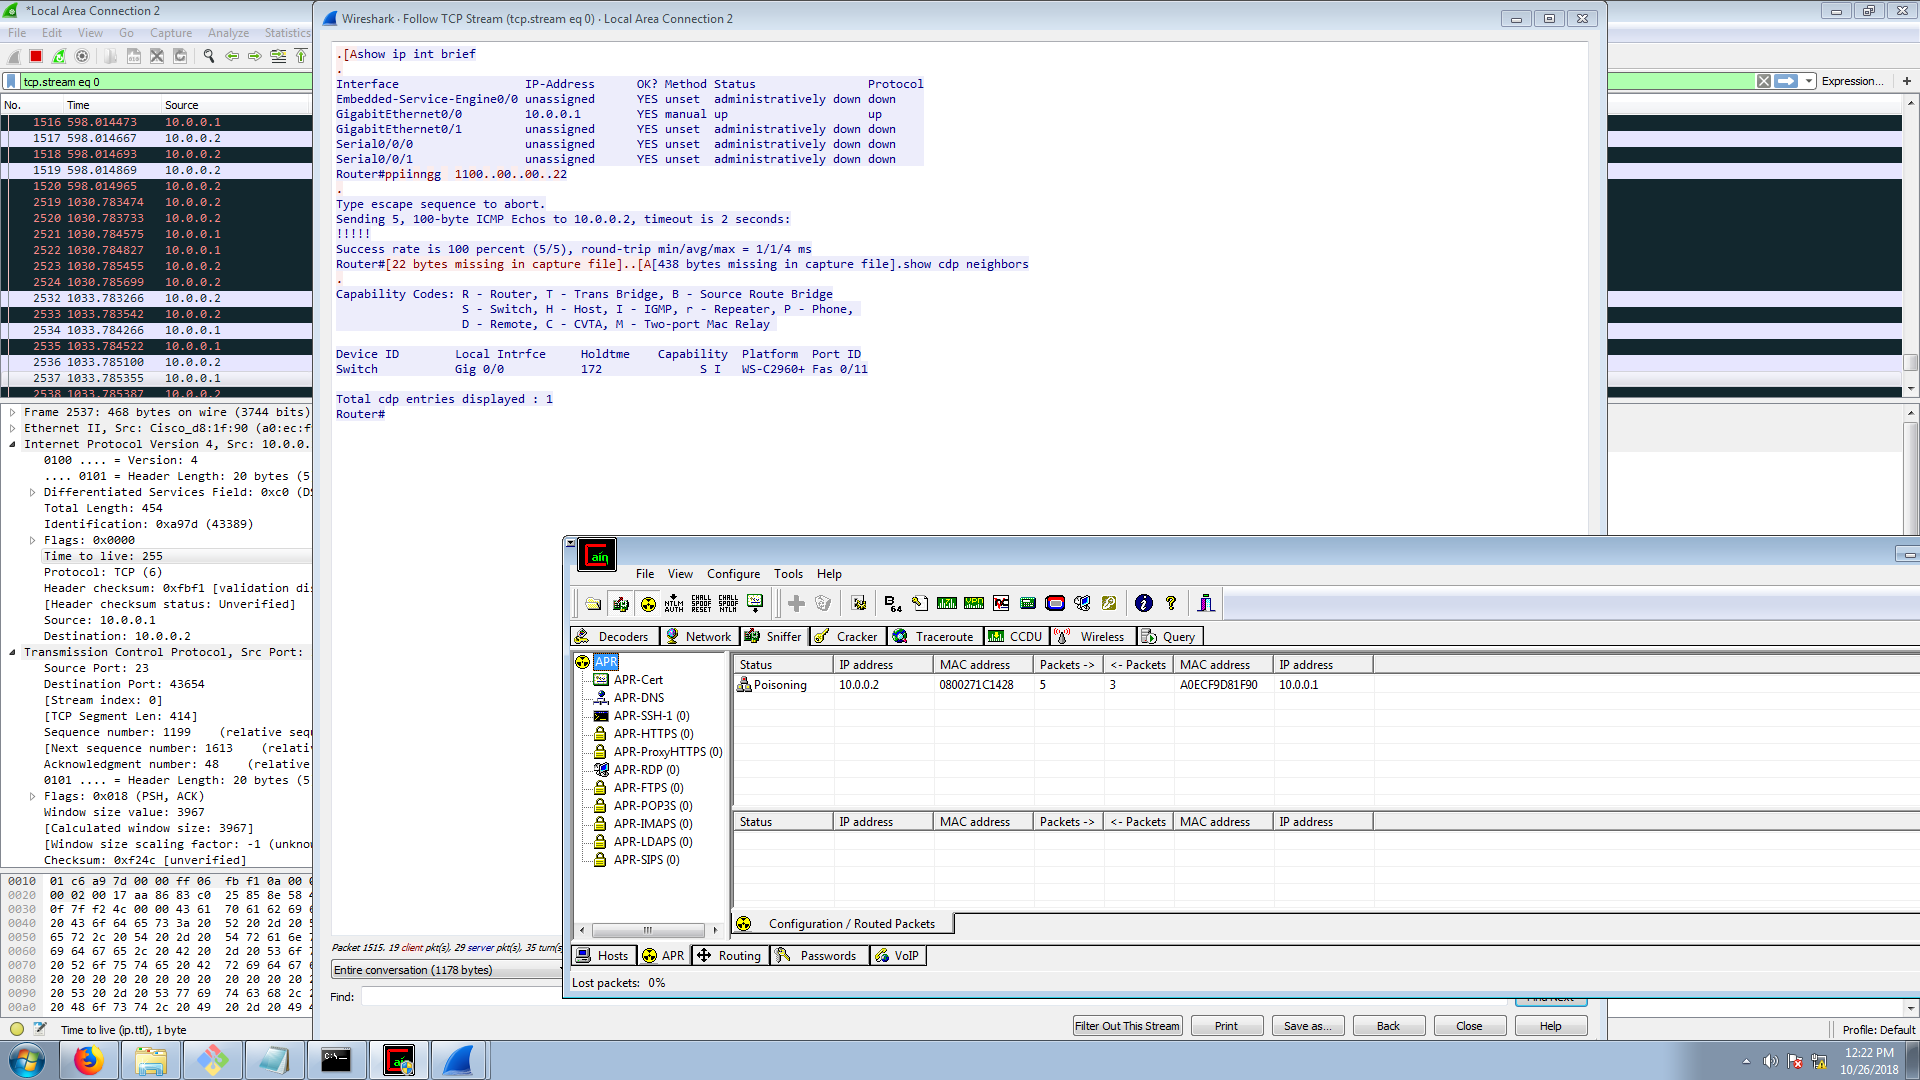 *Local Area Connection 2
File Edit View Go Capture Analyze Statistics
tcp.stream eq 0
Expression... +
No. Time Source
1516 598.014473 10.0.0.1
1517 598.014667 10.0.0.2
1518 598.014693 10.0.0.2
1519 598.014869 10.0.0.2
1520 598.014965 10.0.0.2
2519 1030.783474 10.0.0.2
2520 1030.783733 10.0.0.2
2521 1030.784575 10.0.0.1
2522 1030.784827 10.0.0.1
2523 1030.785455 10.0.0.2
2524 1030.785699 10.0.0.2
2532 1033.783266 10.0.0.2
2533 1033.783542 10.0.0.2
2534 1033.784266 10.0.0.1
2535 1033.784522 10.0.0.1
2536 1033.785100 10.0.0.2
2537 1033.785355 10.0.0.1
2538 1033.785387 10.0.0.2
Frame 2537: 468 bytes on wire (3744 bits)
Ethernet II, Src: Cisco_d8:1f:90 (a0:ec:f
Internet Protocol Version 4, Src: 10.0.0.
0100 .... = Version: 4
.... 0101 = Header Length: 20 bytes (5
Differentiated Services Field: 0xc0 (DS
Total Length: 454
Identification: 0xa97d (43389)
Flags: 0x0000
Time to live: 255
Protocol: TCP (6)
Header checksum: 0xfbf1 [validation dis
[Header checksum status: Unverified]
Source: 10.0.0.1
Destination: 10.0.0.2
Transmission Control Protocol, Src Port:
Source Port: 23
Destination Port: 43654
[Stream index: 0]
[TCP Segment Len: 414]
Sequence number: 1199 (relative seq
[Next sequence number: 1613 (relativ
Acknowledgment number: 48 (relative
0101 .... = Header Length: 20 bytes (5
Flags: 0x018 (PSH, ACK)
Window size value: 3967
[Calculated window size: 3967]
[Window size scaling factor: -1 (unknow
Checksum: 0xf24c [unverified]
0010 01 c6 a9 7d 00 00 ff 06 fb f1 0a 00 0
0020 00 02 00 17 aa 86 83 c0 25 85 8e 58 4
0030 0f 7f f2 4c 00 00 43 61 70 61 62 69 6
0040 20 43 6f 64 65 73 3a 20 52 20 2d 20 5
0050 65 72 2c 20 54 20 2d 20 54 72 61 6e 7
0060 69 64 67 65 2c 20 42 20 2d 20 53 6f 7
0070 20 52 6f 75 74 65 20 42 72 69 64 67 6
0080 20 20 20 20 20 20 20 20 20 20 20 20 2
0090 20 53 20 2d 20 53 77 69 74 63 68 2c 2
00a0 20 48 6f 73 74 2c 20 49 20 2d 20 49 4
Time to live (ip.ttl), 1 byte
Profile: Default
Wireshark · Follow TCP Stream (tcp.stream eq 0) · Local Area Connection 2
.[Ashow ip int brief
.
Interface IP-Address OK? Method Status Protocol
Embedded-Service-Engine0/0 unassigned YES unset administratively down down
GigabitEthernet0/0 10.0.0.1 YES manual up up
GigabitEthernet0/1 unassigned YES unset administratively down down
Serial0/0/0 unassigned YES unset administratively down down
Serial0/0/1 unassigned YES unset administratively down down
Router#ppiinngg 1100..00..00..22
.
Type escape sequence to abort.
Sending 5, 100-byte ICMP Echos to 10.0.0.2, timeout is 2 seconds:
!!!!!
Success rate is 100 percent (5/5), round-trip min/avg/max = 1/1/4 ms
Router#[22 bytes missing in capture file]..[A[438 bytes missing in capture file].show cdp neighbors
.
Capability Codes: R - Router, T - Trans Bridge, B - Source Route Bridge
S - Switch, H - Host, I - IGMP, r - Repeater, P - Phone,
D - Remote, C - CVTA, M - Two-port Mac Relay
Device ID Local Intrfce Holdtme Capability Platform Port ID
Switch Gig 0/0 172 S I WS-C2960+ Fas 0/11
Total cdp entries displayed : 1
Router#
Packet 1515. 19 client pkt(s), 29 server pkt(s), 35 turn(s
Entire conversation (1178 bytes)
Find:
Find Next
Filter Out This Stream Print Save as... Back Close Help
Cain
File View Configure Tools Help
NTLM AUTH CHALL SPOOF RESET CHALL SPOOF NTLM B64
Decoders Network Sniffer Cracker Traceroute CCDU Wireless Query
APR
APR-Cert
APR-DNS
APR-SSH-1 (0)
APR-HTTPS (0)
APR-ProxyHTTPS (0)
APR-RDP (0)
APR-FTPS (0)
APR-POP3S (0)
APR-IMAPS (0)
APR-LDAPS (0)
APR-SIPS (0)
Status IP address MAC address Packets -> <- Packets MAC address IP address
Poisoning 10.0.0.2 0800271C1428 5 3 A0ECF9D81F90 10.0.0.1
Status IP address MAC address Packets -> <- Packets MAC address IP address
Configuration / Routed Packets
Hosts APR Routing Passwords VoIP
Lost packets: 0%
C:\_
12:22 PM
10/26/2018